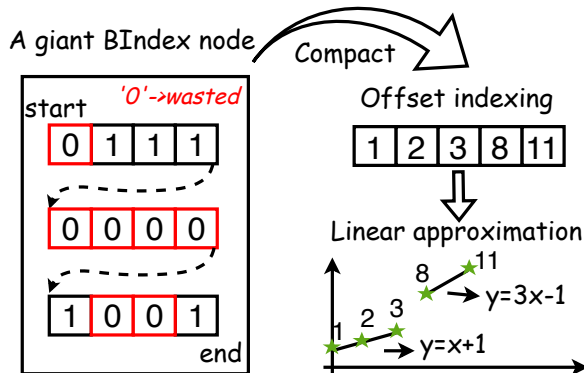 A giant BIndex node
Compact
'0'->wasted
start
0 1 1 1
0 0 0 0
1 0 0 1
end
Offset indexing
1 2 3 8 11
Linear approximation
11
8
y=3x-1
3
2
1
y=x+1